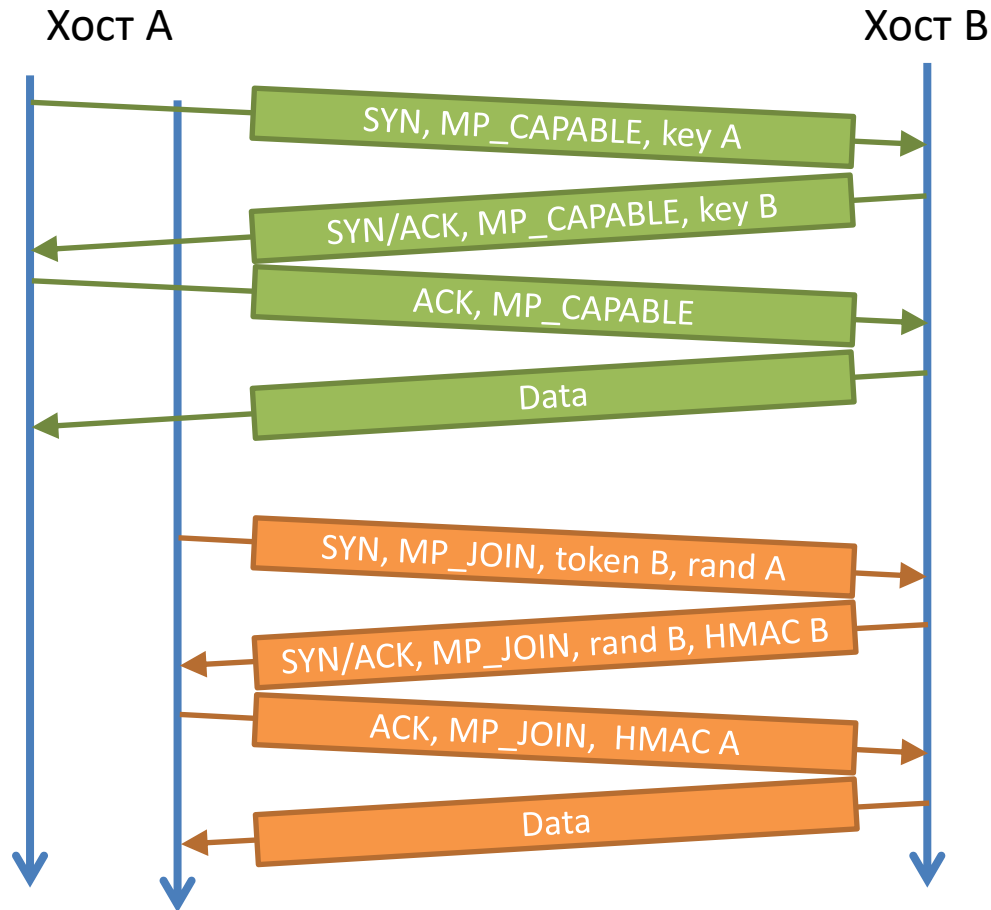 Хост А
Хост В
SYN, MP_CAPABLE, key A
SYN/ACK, MP_CAPABLE, key B
ACK, MP_CAPABLE
Data
SYN, MP_JOIN, token B, rand A
SYN/ACK, MP_JOIN, rand B, HMAC B
ACK, MP_JOIN,  HMAC A
Data